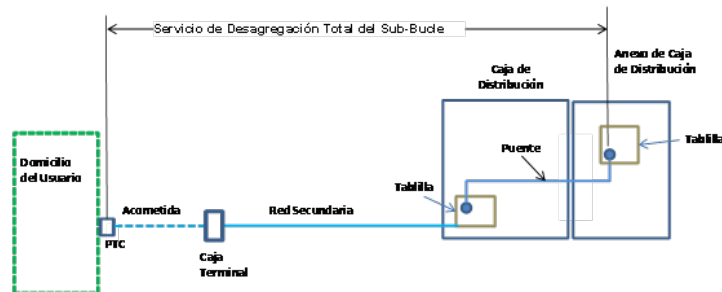 Servicio de Desagregación Total del Sub-Bucle
Anexo de Caja
de Distribución
Caja de
Distribución
Domicilio
del Usuario
Tablilla
Puente
Tablilla
Acometida
Red Secundaria
PTC
Caja
Terminal